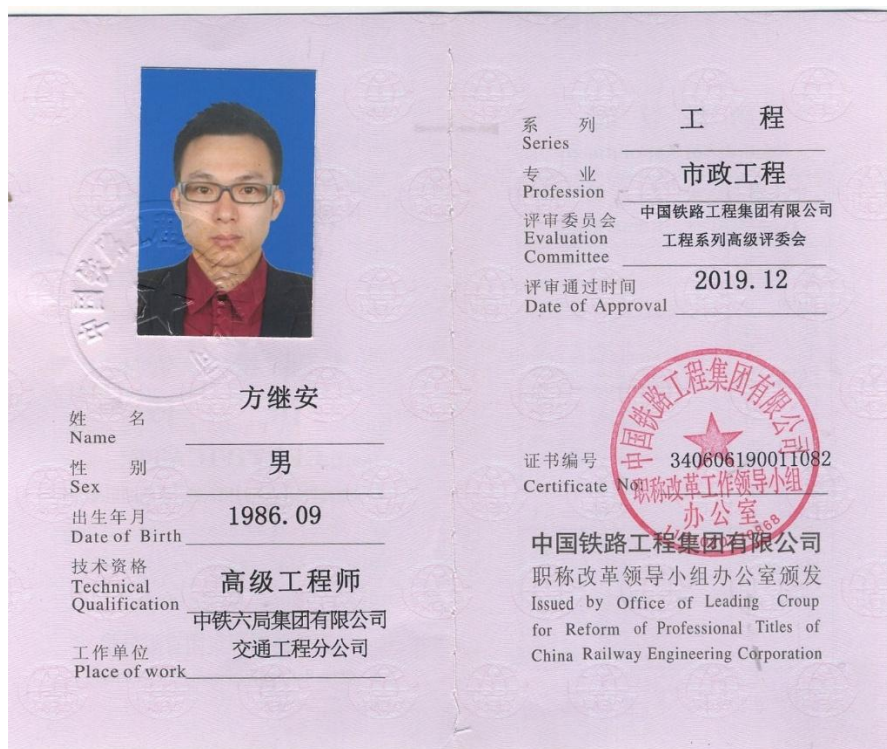 中国铁路工程
姓 名
Name
方继安
性 别
Sex
男
出生年月
Date of Birth
1986.09
技术资格
Technical
Qualification
高级工程师
工作单位
Place of work
中铁六局集团有限公司
交通工程分公司
系 列
Series
工 程
专 业
Profession
市政工程
评审委员会
Evaluation
Committee
中国铁路工程集团有限公司
工程系列高级评委会
评审通过时间
Date of Approval
2019.12
中国铁路工程集团有限公司
职称改革工作领导小组
办公室
证书编号
Certificate No.
340606190011082
中国铁路工程集团有限公司
职称改革领导小组办公室颁发
Issued by Office of Leading Croup
for Reform of Professional Titles of
China Railway Engineering Corporation